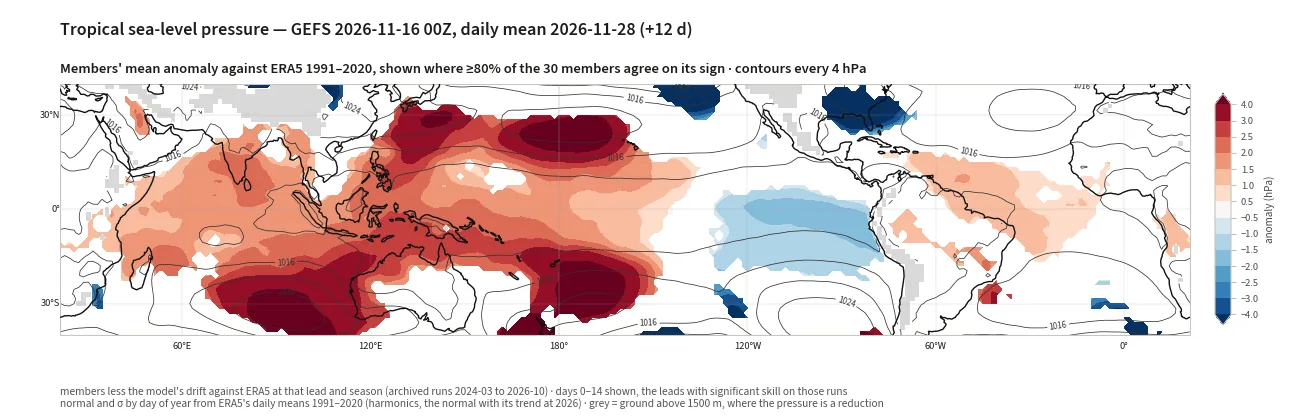 Tropical sea-level pressure — GEFS 2026-11-16 00Z, daily mean 2026-11-28 (+12 d)
Members' mean anomaly against ERA5 1991–2020, shown where ≥80% of the 30 members agree on its sign · contours every 4 hPa
1024
1024
1016
1016
1016
1016
1016
1016
1016
1016
1024
1016
1016
30°N
0°
30°S
60°E
120°E
180°
120°W
60°W
0°
4.0
3.0
2.5
2.0
1.5
1.0
0.5
−0.5
−1.0
−1.5
−2.0
−2.5
−3.0
−4.0
anomaly (hPa)
members less the model's drift against ERA5 at that lead and season (archived runs 2024-03 to 2026-10) · days 0–14 shown, the leads with significant skill on those runs
normal and σ by day of year from ERA5's daily means 1991–2020 (harmonics, the normal with its trend at 2026) · grey = ground above 1500 m, where the pressure is a reduction